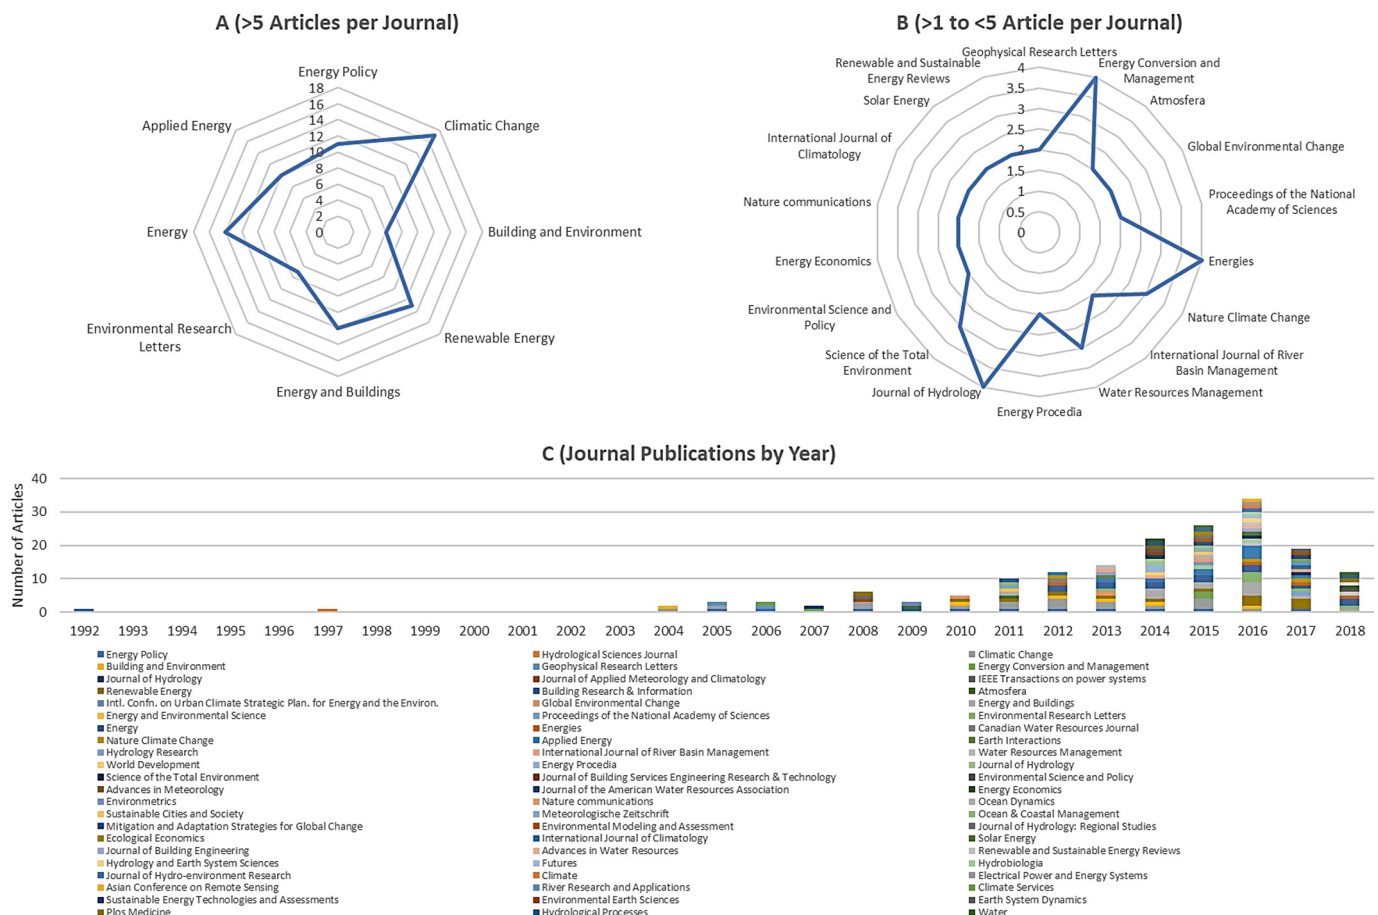 A (>5 Articles per Journal)
Energy Policy
18
16
14
12
10
8
6
4
2
0
Climatic Change
Building and Environment
Renewable Energy
Energy and Buildings
Environmental Research
Letters
Energy
Applied Energy
B (>1 to <5 Article per Journal)
Geophysical Research Letters
4
3.5
3
2.5
2
1.5
1
0.5
0
Energy Conversion and
Management
Atmosfera
Global Environmental Change
Proceedings of the National
Academy of Sciences
Energies
Nature Climate Change
International Journal of River
Basin Management
Water Resources Management
Energy Procedia
Journal of Hydrology
Science of the Total
Environment
Environmental Science and
Policy
Energy Economics
Nature communications
International Journal of
Climatology
Solar Energy
Renewable and Sustainable
Energy Reviews
C (Journal Publications by Year)
Number of Articles
40
30
20
10
0
1992 1993 1994 1995 1996 1997 1998 1999 2000 2001 2002 2003 2004 2005 2006 2007 2008 2009 2010 2011 2012 2013 2014 2015 2016 2017 2018
Energy Policy
Hydrological Sciences Journal
Climatic Change
Building and Environment
Geophysical Research Letters
Energy Conversion and Management
Journal of Hydrology
Journal of Applied Meteorology and Climatology
IEEE Transactions on power systems
Renewable Energy
Building Research & Information
Atmosfera
Intl. Confn. on Urban Climate Strategic Plan. for Energy and the Environ.
Global Environmental Change
Energy and Buildings
Energy and Environmental Science
Proceedings of the National Academy of Sciences
Environmental Research Letters
Energy
Energies
Canadian Water Resources Journal
Nature Climate Change
Applied Energy
Earth Interactions
Hydrology Research
International Journal of River Basin Management
Water Resources Management
World Development
Energy Procedia
Journal of Hydrology
Science of the Total Environment
Journal of Building Services Engineering Research & Technology
Environmental Science and Policy
Advances in Meteorology
Journal of the American Water Resources Association
Energy Economics
Environmetrics
Nature communications
Ocean Dynamics
Sustainable Cities and Society
Meteorologische Zeitschrift
Ocean & Coastal Management
Mitigation and Adaptation Strategies for Global Change
Environmental Modeling and Assessment
Journal of Hydrology: Regional Studies
Ecological Economics
International Journal of Climatology
Solar Energy
Journal of Building Engineering
Advances in Water Resources
Renewable and Sustainable Energy Reviews
Hydrology and Earth System Sciences
Futures
Hydrobiologia
Journal of Hydro-environment Research
Climate
Electrical Power and Energy Systems
Asian Conference on Remote Sensing
River Research and Applications
Climate Services
Sustainable Energy Technologies and Assessments
Environmental Earth Sciences
Earth System Dynamics
Plos Medicine
Hydrological Processes
Water